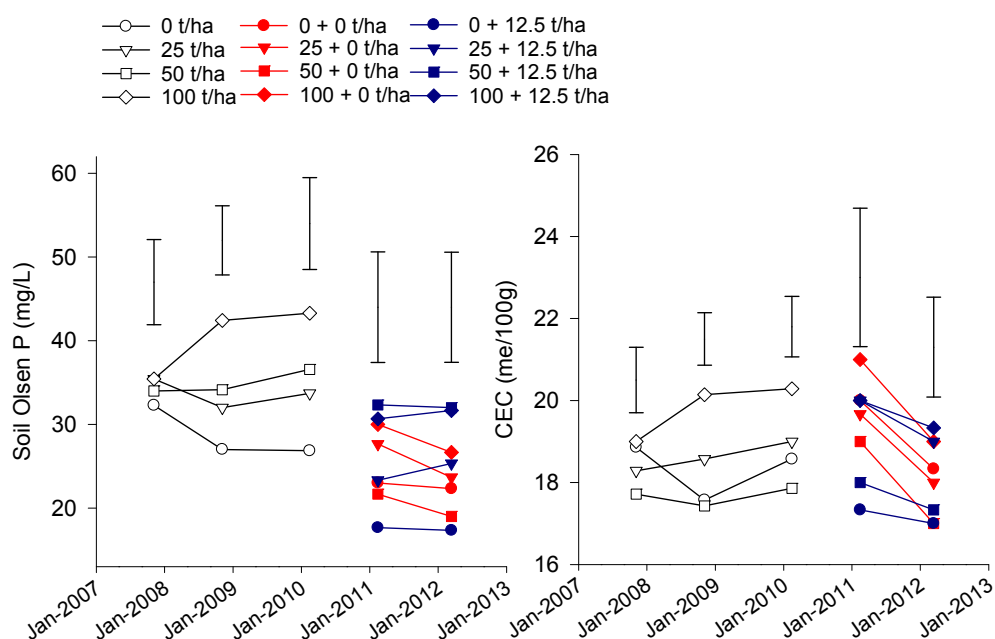 0 t/ha 0 + 0 t/ha 0 + 12.5 t/ha
25 t/ha 25 + 0 t/ha 25 + 12.5 t/ha
50 t/ha 50 + 0 t/ha 50 + 12.5 t/ha
100 t/ha 100 + 0 t/ha 100 + 12.5 t/ha
Soil Olsen P (mg/L)
60
50
40
30
20
Jan-2007 Jan-2008 Jan-2009 Jan-2010 Jan-2011 Jan-2012 Jan-2013
CEC (me/100g)
26
24
22
20
18
16
Jan-2007 Jan-2008 Jan-2009 Jan-2010 Jan-2011 Jan-2012 Jan-2013